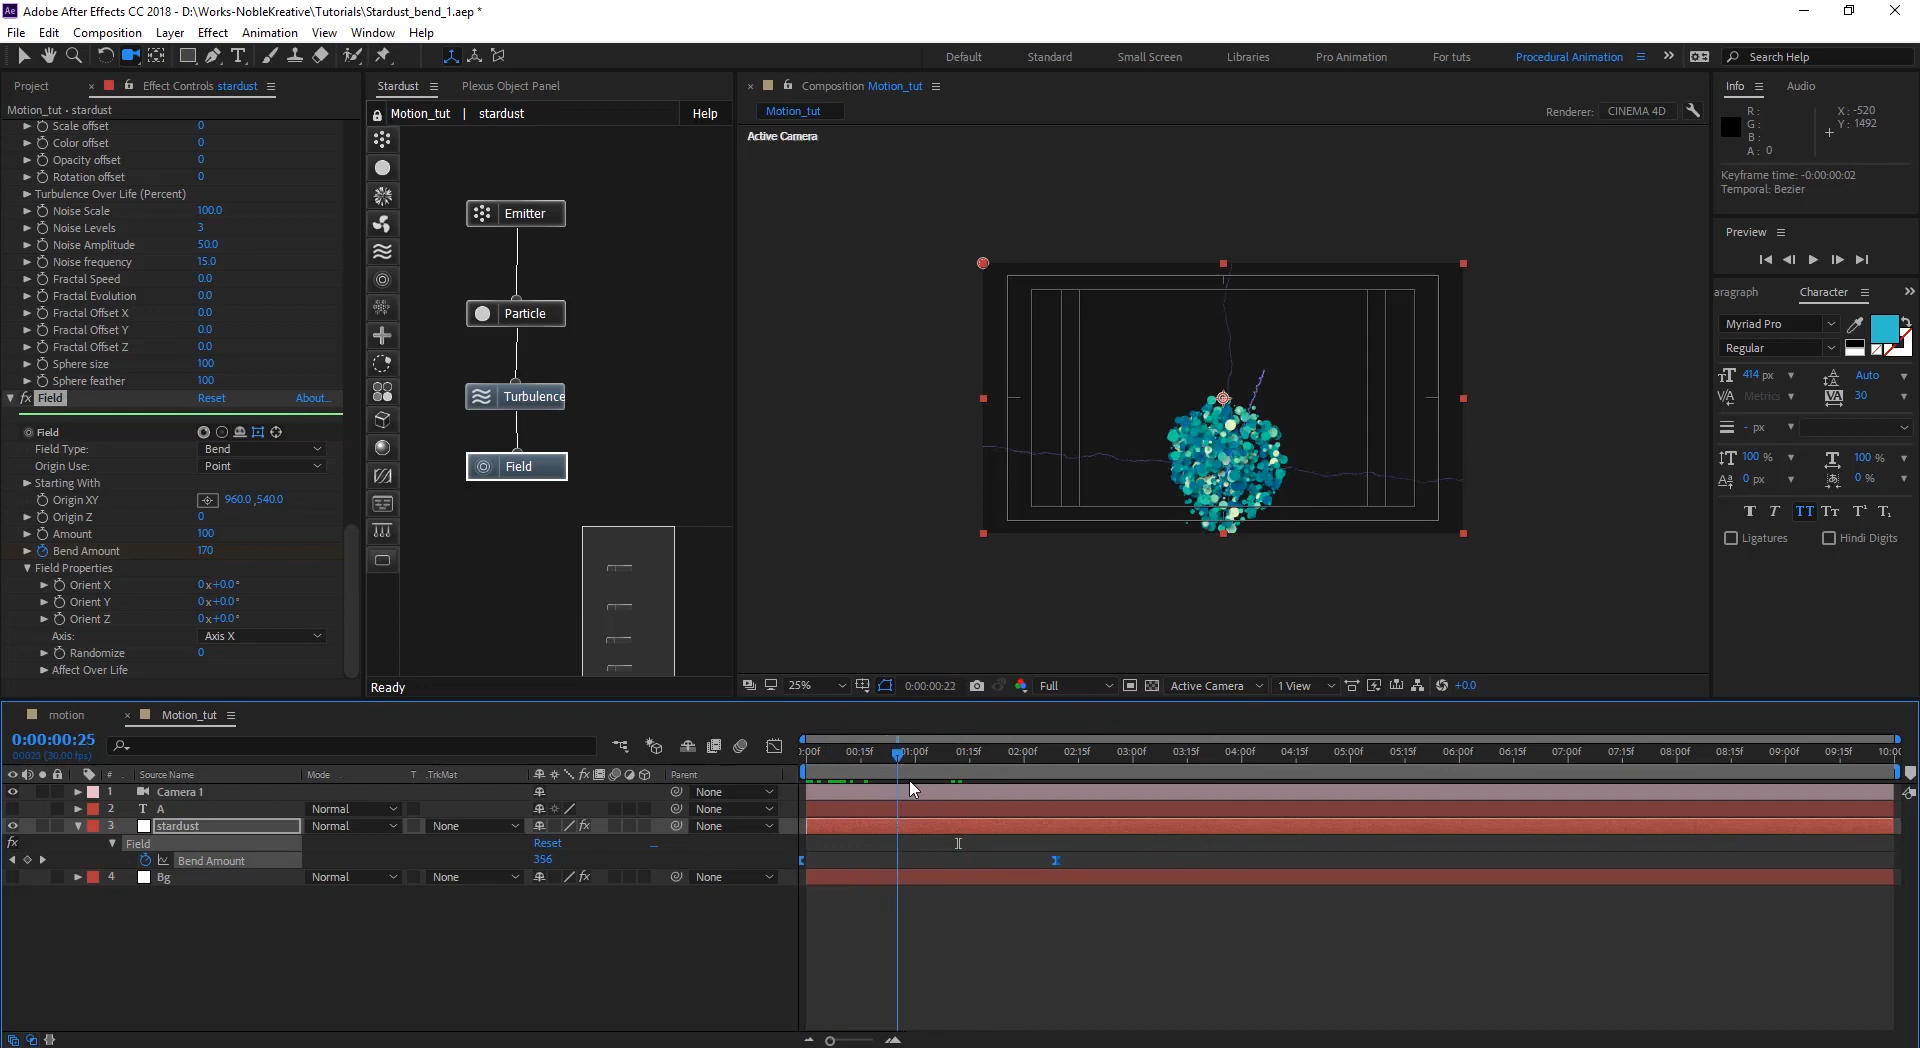 Adobe After Effects CC 2018 - D:\Works-NobleKreative\Tutorials\Stardust_bend_1.aep *
File Edit Composition Layer Effect Animation View Window Help
Default Standard Small Screen Libraries Pro Animation For tuts Procedural Animation Search Help
Project Effect Controls stardust
Motion_tut • stardust
Scale offset 0
Color offset 0
Opacity offset 0
Rotation offset 0
Turbulence Over Life (Percent)
Noise Scale 100.0
Noise Levels 3
Noise Amplitude 50.0
Noise frequency 15.0
Fractal Speed 0.0
Fractal Evolution 0.0
Fractal Offset X 0.0
Fractal Offset Y 0.0
Fractal Offset Z 0.0
Sphere size 100
Sphere feather 100
fx Field Reset About...
Field
Field Type: Bend
Origin Use: Point
Starting With
Origin XY 960.0 ,540.0
Origin Z 0
Amount 100
Bend Amount 170
Field Properties
Orient X 0x+0.0°
Orient Y 0x+0.0°
Orient Z 0x+0.0°
Axis: Axis X
Randomize 0
Affect Over Life
Stardust Plexus Object Panel
Motion_tut | stardust Help
Emitter
Particle
Turbulence
Field
Ready
Composition Motion_tut
Motion_tut
Renderer: CINEMA 4D
Active Camera
25% 0:00:00:22 Full Active Camera 1 View +0.0
Info Audio
R: X: -520
G: Y: 1492
B:
A: 0
Keyframe time: -0:00:00:02
Temporal: Bezier
Preview
aragraph Character
Myriad Pro
Regular
414 px Auto
Metrics 30
- px
100 % 100 %
0 px 0 %
Ligatures Hindi Digits
motion Motion_tut
0:00:00:25
00025 (30.00 fps)
:00f 00:15f 01:00f 01:15f 02:00f 02:15f 03:00f 03:15f 04:00f 04:15f 05:00f 05:15f 06:00f 06:15f 07:00f 07:15f 08:00f 08:15f 09:00f 09:15f 10:00
# Source Name Mode T .TrkMat Parent
1 Camera 1 None
2 T A Normal None
3 stardust Normal None None
fx Field Reset
Bend Amount 356
4 Bg Normal None None